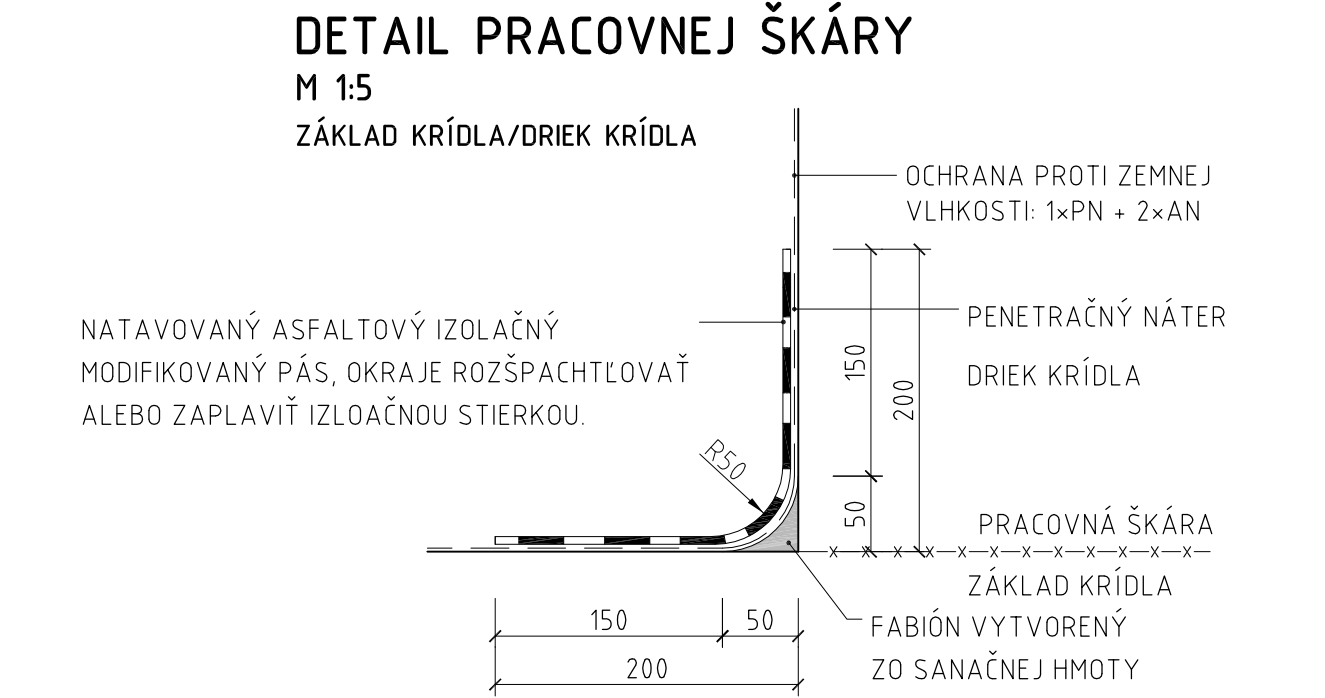 DETAIL PRACOVNEJ ŠKÁRY
M 1:5
ZÁKLAD KRÍDLA/DRIEK KRÍDLA
OCHRANA PROTI ZEMNEJ
VLHKOSTI: 1×PN + 2×AN
NATAVOVANÝ ASFALTOVÝ IZOLAČNÝ
MODIFIKOVANÝ PÁS, OKRAJE ROZŠPACHTĽOVAŤ
ALEBO ZAPLAVIŤ IZLOAČNOU STIERKOU.
PENETRAČNÝ NÁTER
DRIEK KRÍDLA
150
200
R50
50
PRACOVNÁ ŠKÁRA
ZÁKLAD KRÍDLA
FABIÓN VYTVORENÝ
ZO SANAČNEJ HMOTY
150
50
200